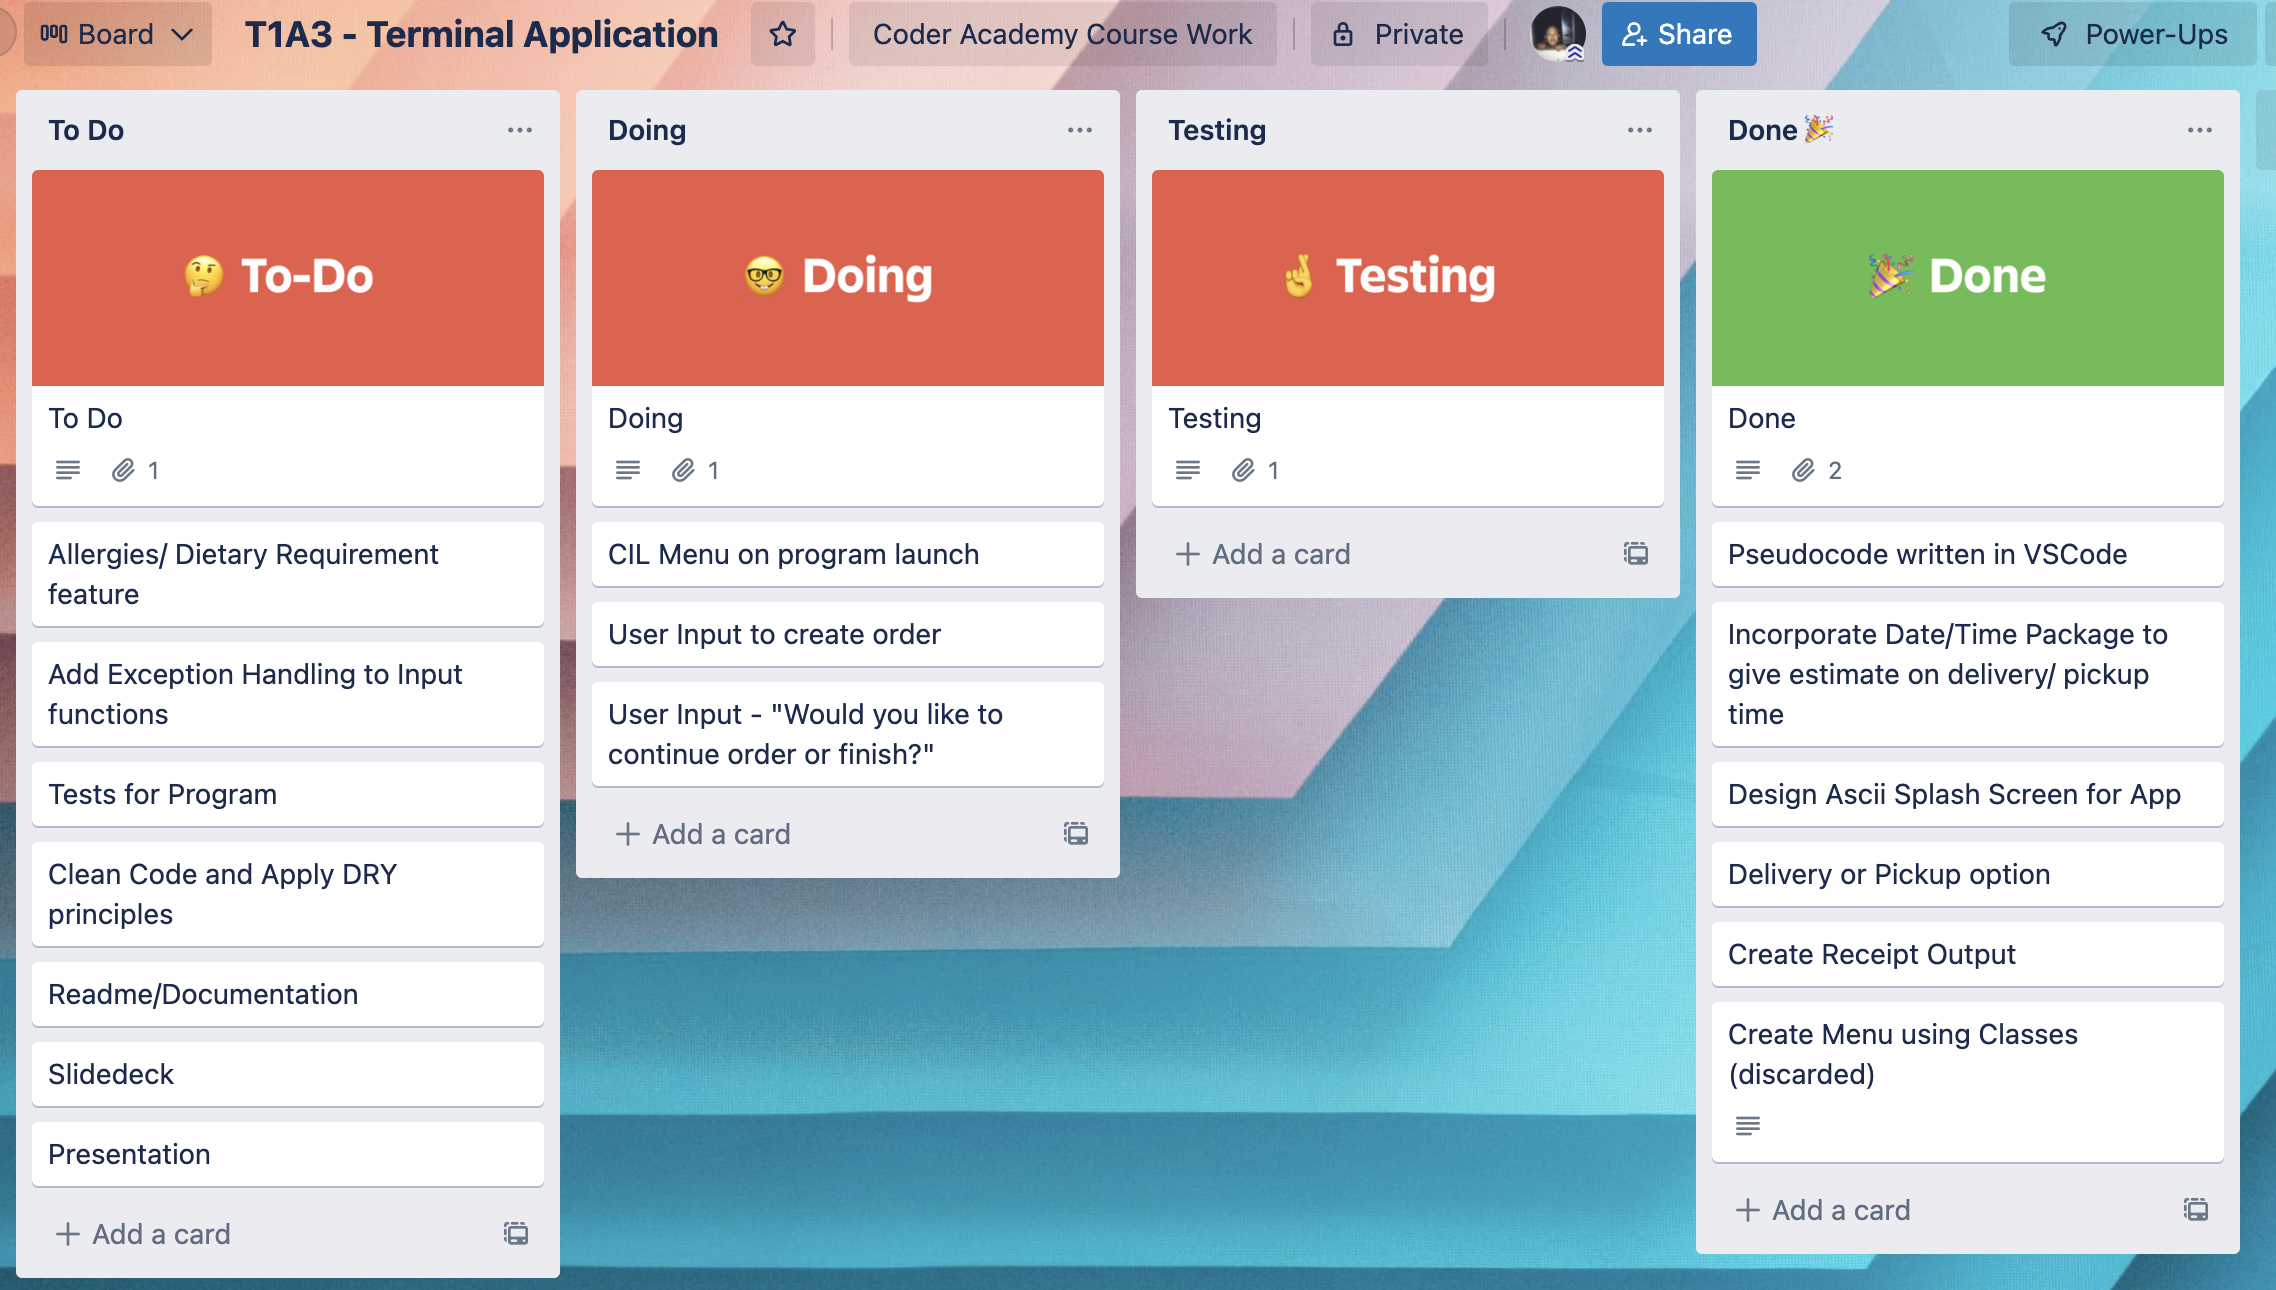 Board
T1A3 - Terminal Application
Coder Academy Course Work
Private
Share
Power-Ups
To Do
🤔 To-Do
To Do
1
Allergies/ Dietary Requirement
feature
Add Exception Handling to Input
functions
Tests for Program
Clean Code and Apply DRY
principles
Readme/Documentation
Slidedeck
Presentation
+ Add a card
Doing
🤓 Doing
Doing
1
CIL Menu on program launch
User Input to create order
User Input - "Would you like to
continue order or finish?"
+ Add a card
Testing
🤞 Testing
Testing
1
+ Add a card
Done 🎉
🎉 Done
Done
2
Pseudocode written in VSCode
Incorporate Date/Time Package to
give estimate on delivery/ pickup
time
Design Ascii Splash Screen for App
Delivery or Pickup option
Create Receipt Output
Create Menu using Classes
(discarded)
+ Add a card